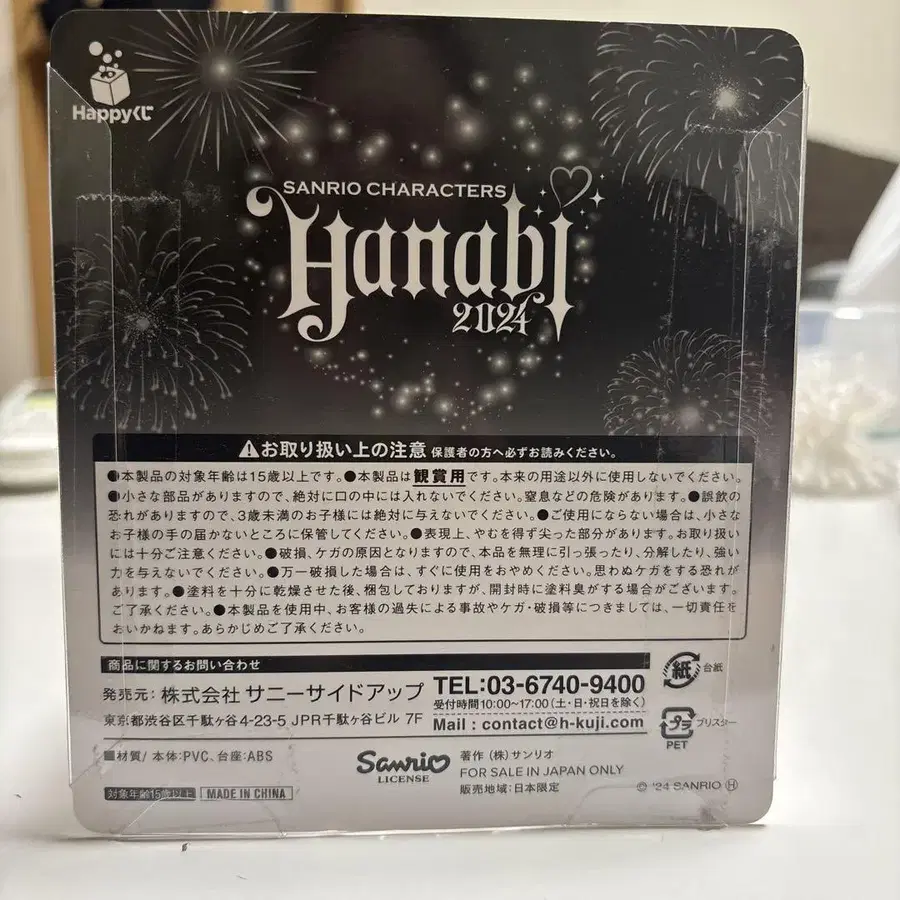 Happyくじ
SANRIO CHARACTERS
Hanabi
2024
お取り扱い上の注意 保護者の方へ必ずお読みください。
●本製品の対象年齢は15歳以上です。●本製品は観賞用です。本来の用途以外に使用しないでください。
●小さな部品がありますので、絶対に口の中には入れないでください。窒息などの危険があります。●誤飲の
恐れがありますので、3歳未満のお子様には絶対に与えないでください。●ご使用にならない場合は、小さな
お子様の手の届かないところに保管してください。●表現上、やむを得ず尖った部分があります。お取り扱い
には十分ご注意ください。●破損、ケガの原因となりますので、本品を無理に引っ張ったり、分解したり、強い
力を与えないでください。●万一破損した場合は、すぐに使用をおやめください。思わぬケガをする恐れが
あります。●塗料を十分に乾燥させた後、梱包しておりますが、開封時に塗料臭がする場合がございます。
ご了承ください。●本製品を使用中、お客様の過失による事故やケガ・破損等につきましては、一切責任を
おいかねます。あらかじめご了承ください。
商品に関するお問い合わせ
発売元: 株式会社 サニーサイドアップ
東京都渋谷区千駄ヶ谷4-23-5 JPR千駄ヶ谷ビル 7F
TEL:03-6740-9400
受付時間10:00~17:00(土・日・祝日を除く)
Mail : contact@h-kuji.com
紙 台紙
プラ ブリスター
PET
■材質/ 本体:PVC、台座:ABS
対象年齢15歳以上 MADE IN CHINA
Sanrio
LICENSE
著作 (株)サンリオ
FOR SALE IN JAPAN ONLY
販売地域:日本限定
© '24 SANRIO Ⓗ